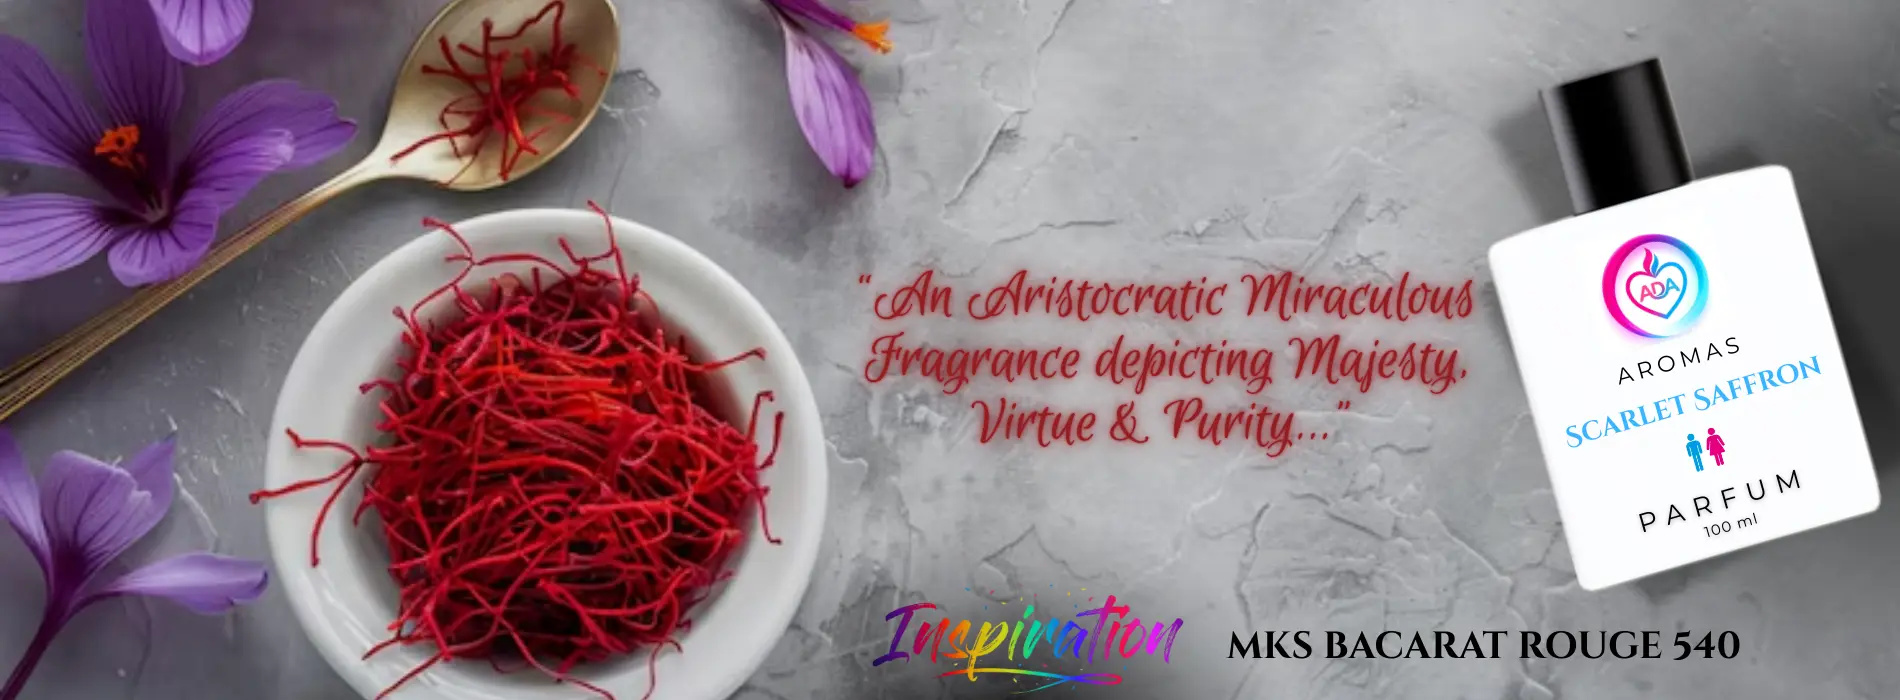 “An Aristocratic Miraculous
Fragrance depicting Majesty,
Virtue & Purity...”
ADA
AROMAS
SCARLET SAFFRON
PARFUM
100 ml
Inspiration
MKS BACARAT ROUGE 540